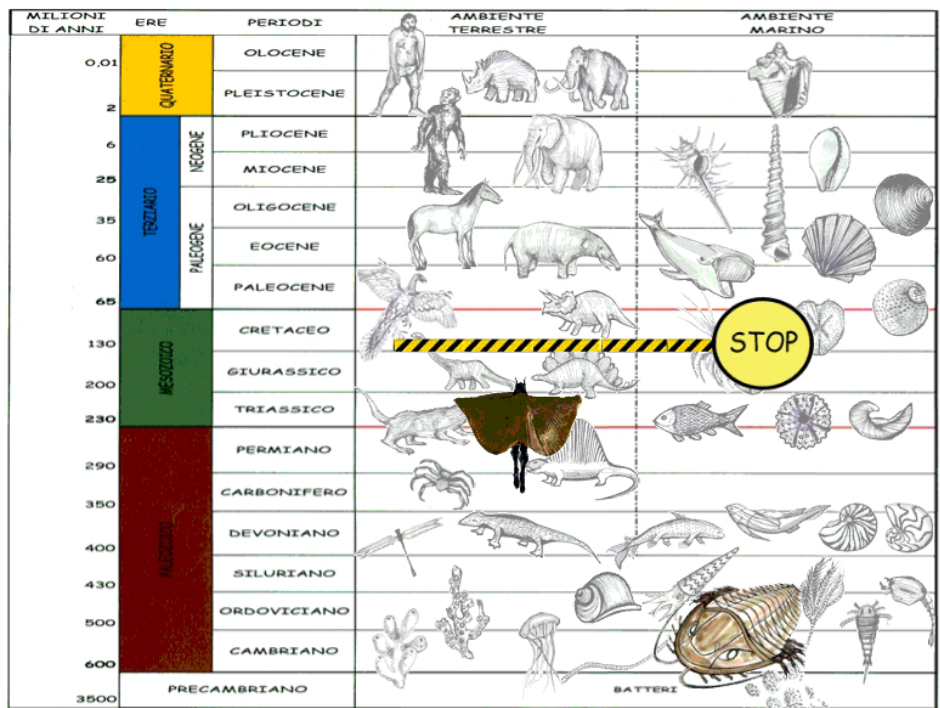 MILIONI
DI ANNI
ERE
PERIODI
AMBIENTE
TERRESTRE
AMBIENTE
MARINO
0,01
QUATERNARIO
OLOCENE
2
PLEISTOCENE
6
TERZIARIO
NEOGENE
PLIOCENE
25
MIOCENE
35
PALEOGENE
OLIGOCENE
60
EOCENE
65
PALEOCENE
130
MESOZOICO
CRETACEO
STOP
200
GIURASSICO
230
TRIASSICO
290
PALEOZOICO
PERMIANO
350
CARBONIFERO
400
DEVONIANO
430
SILURIANO
500
ORDOVICIANO
600
CAMBRIANO
3500
PRECAMBRIANO
BATTERI